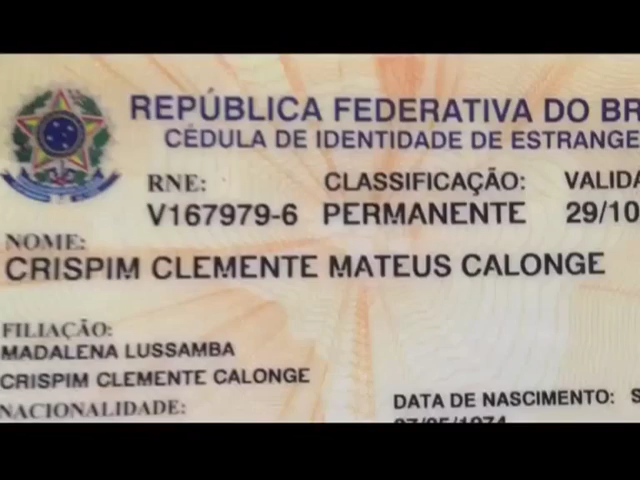 REPÚBLICA FEDERATIVA DO BR
CÉDULA DE IDENTIDADE DE ESTRANGE
RNE: CLASSIFICAÇÃO: VALIDA
V167979-6 PERMANENTE 29/10
NOME:
CRISPIM CLEMENTE MATEUS CALONGE
FILIAÇÃO:
MADALENA LUSSAMBA
CRISPIM CLEMENTE CALONGE
NACIONALIDADE: DATA DE NASCIMENTO: S